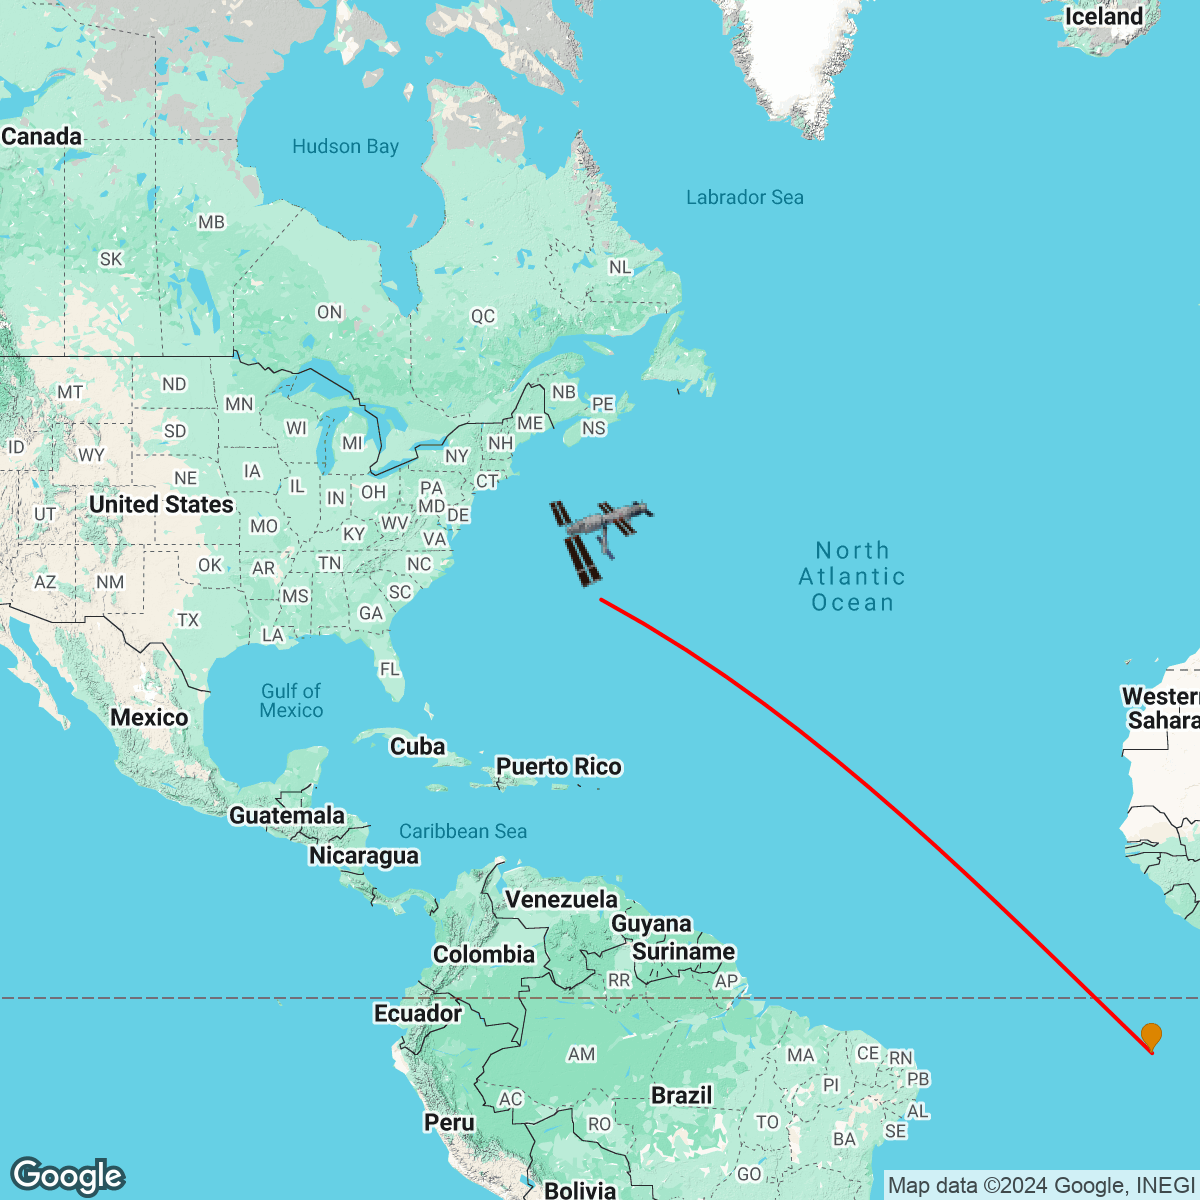 Iceland
Canada
Hudson Bay
Labrador Sea
MB
SK
NL
ON
QC
MT
ND
MN
NB
PE
ME
NS
ID
WY
SD
WI
MI
NH
NY
IA
NE
IL
IN
OH
PA
CT
United States
UT
MO
MD
DE
WV
KY
VA
North
Atlantic
Ocean
AZ
NM
OK
AR
TN
NC
MS
SC
TX
GA
LA
FL
Gulf of
Mexico
Western
Sahara
Mexico
Cuba
Puerto Rico
Guatemala
Caribbean Sea
Nicaragua
Venezuela
Guyana
Colombia
Suriname
RR
AP
Ecuador
AM
MA
CE
RN
PI
PB
AC
Brazil
AL
Peru
RO
TO
SE
BA
GO
Bolivia
Google
Map data ©2024 Google, INEGI